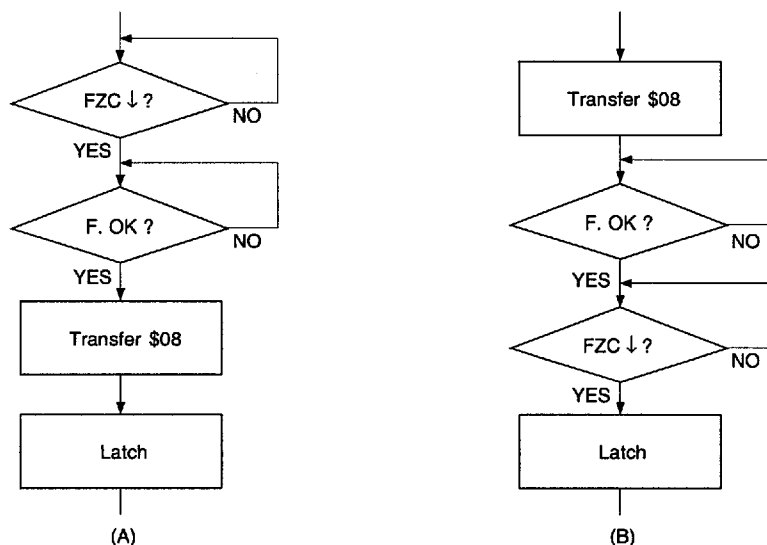 FZC ↓ ?
NO
YES
F. OK ?
NO
YES
Transfer $08
Latch
(A)
Transfer $08
F. OK ?
NO
YES
FZC ↓ ?
NO
YES
Latch
(B)